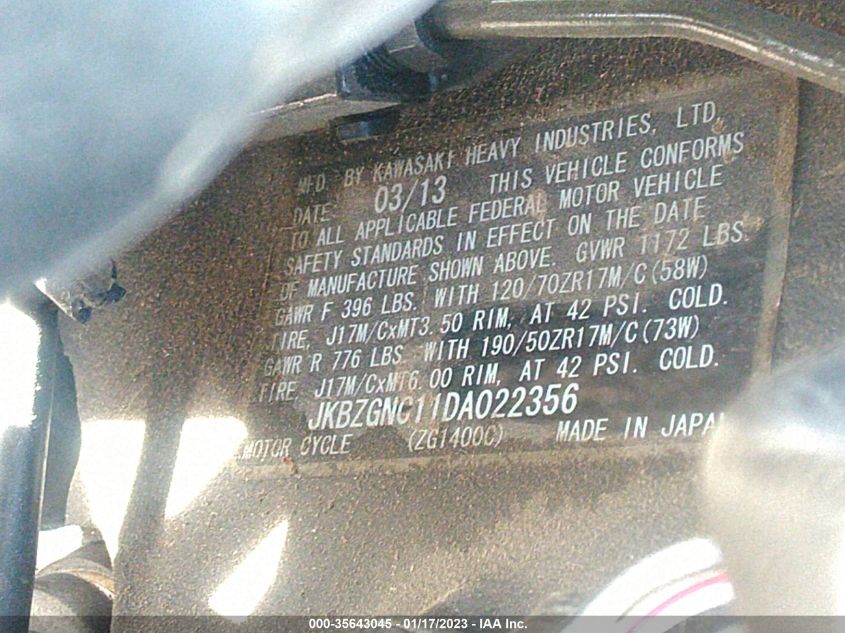 MFD. BY KAWASAKI HEAVY INDUSTRIES, LTD.
DATE 03/13 THIS VEHICLE CONFORMS
TO ALL APPLICABLE FEDERAL MOTOR VEHICLE
SAFETY STANDARDS IN EFFECT ON THE DATE
OF MANUFACTURE SHOWN ABOVE. GVWR 1172 LBS.
GAWR F 396 LBS. WITH 120/70ZR17M/C(58W)
TIRE, J17M/CxMT3.50 RIM, AT 42 PSI. COLD.
GAWR R 776 LBS WITH 190/50ZR17M/C(73W)
TIRE, J17M/CxMT6.00 RIM, AT 42 PSI. COLD.
JKBZGNC11DA022356
MOTOR CYCLE (ZG1400C) MADE IN JAPAN
000-35643045 - 01/17/2023 - IAA Inc.